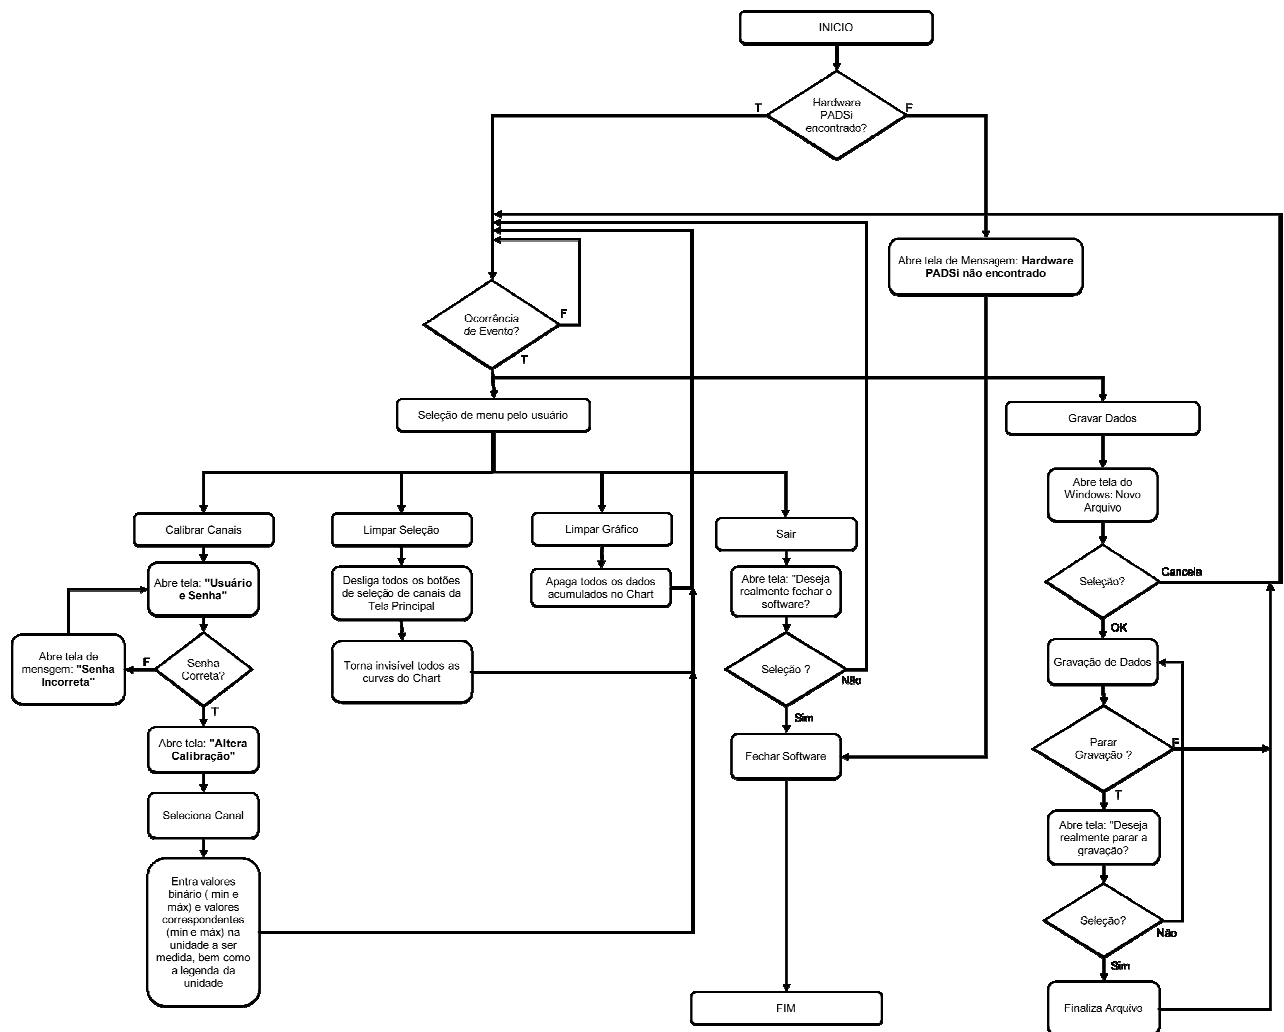 INICIO
Hardware
PADSi
encontrado?
T
F
Abre tela de Mensagem: Hardware
PADSi não encontrado
Ocorrência
de Evento?
F
T
Seleção de menu pelo usuário
Gravar Dados
Abre tela do
Windows: Novo
Arquivo
Seleção?
Cancela
OK
Gravação de Dados
Parar
Gravação ?
F
T
Abre tela: "Deseja
realmente parar a
gravação?
Seleção?
Não
Sim
Finaliza Arquivo
Calibrar Canais
Abre tela: "Usuário
e Senha"
Senha
Correta?
F
Abre tela de
mensgem: "Senha
Incorreta"
T
Abre tela: "Altera
Calibração"
Seleciona Canal
Entra valores
binário ( min e
máx) e valores
correspondentes
(min e máx) na
unidade a ser
medida, bem como
a legenda da
unidade
Limpar Seleção
Desliga todos os botões
de seleção de canais da
Tela Principal
Torna invisível todos as
curvas do Chart
Limpar Gráfico
Apaga todos os dados
acumulados no Chart
Sair
Abre tela: "Deseja
realmente fechar o
software?
Seleção ?
Não
Sim
Fechar Software
FIM